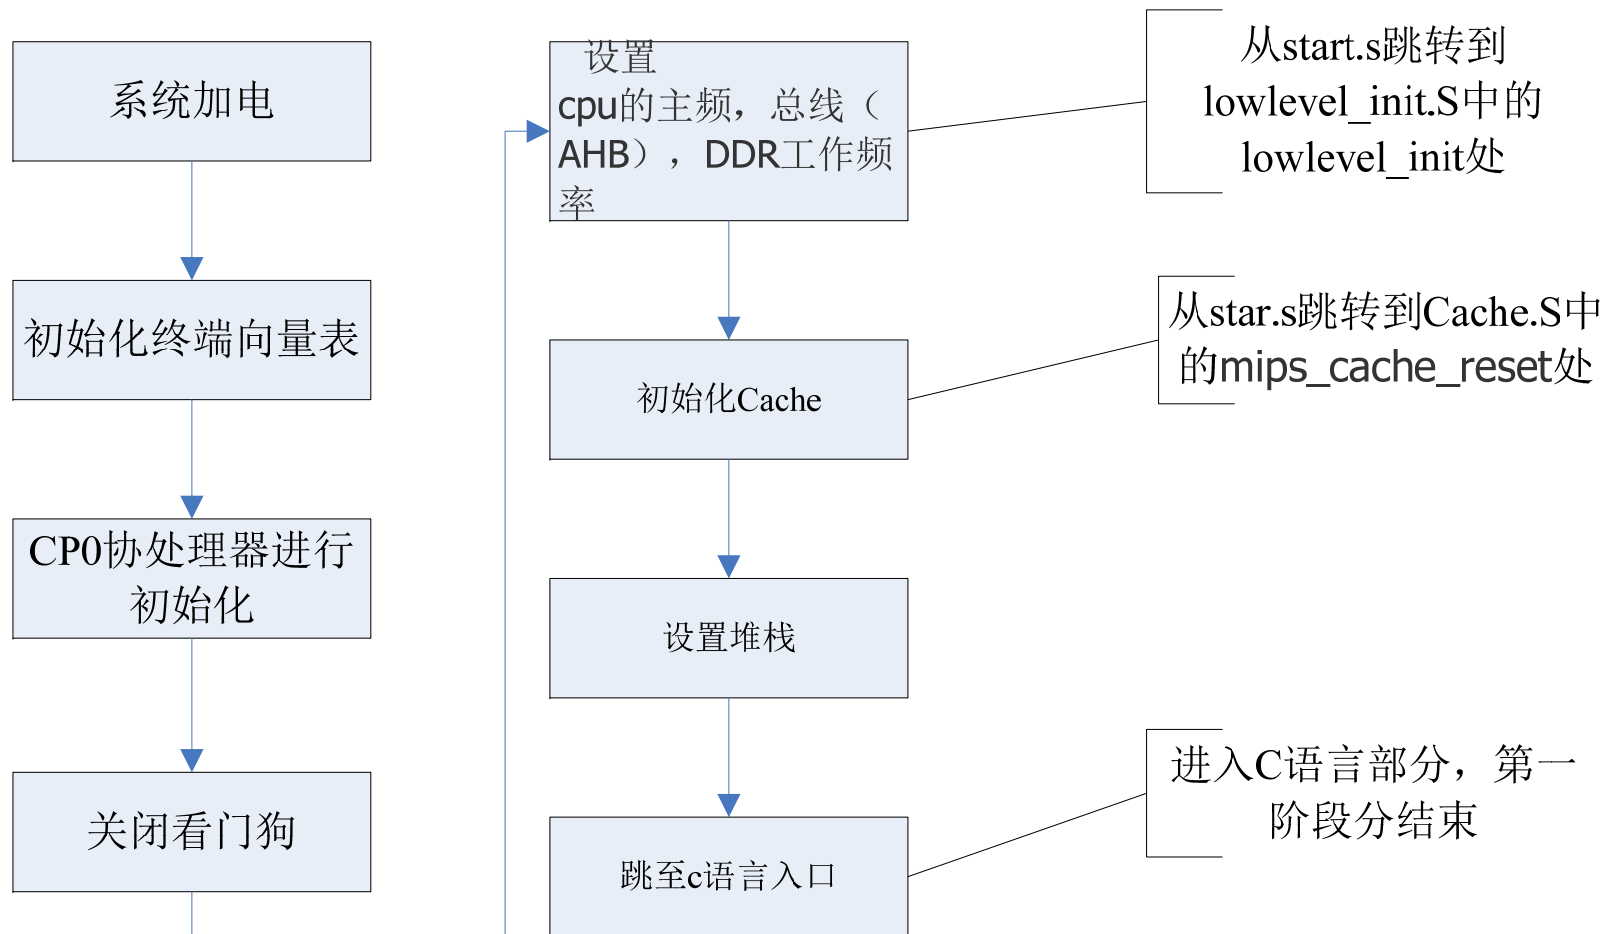 系统加电
初始化终端向量表
CP0协处理器进行
初始化
关闭看门狗
设置
cpu的主频，总线（
AHB），DDR工作频
率
初始化Cache
设置堆栈
跳至c语言入口
从start.s跳转到
lowlevel_init.S中的
lowlevel_init处
从star.s跳转到Cache.S中
的mips_cache_reset处
进入C语言部分，第一
阶段分结束